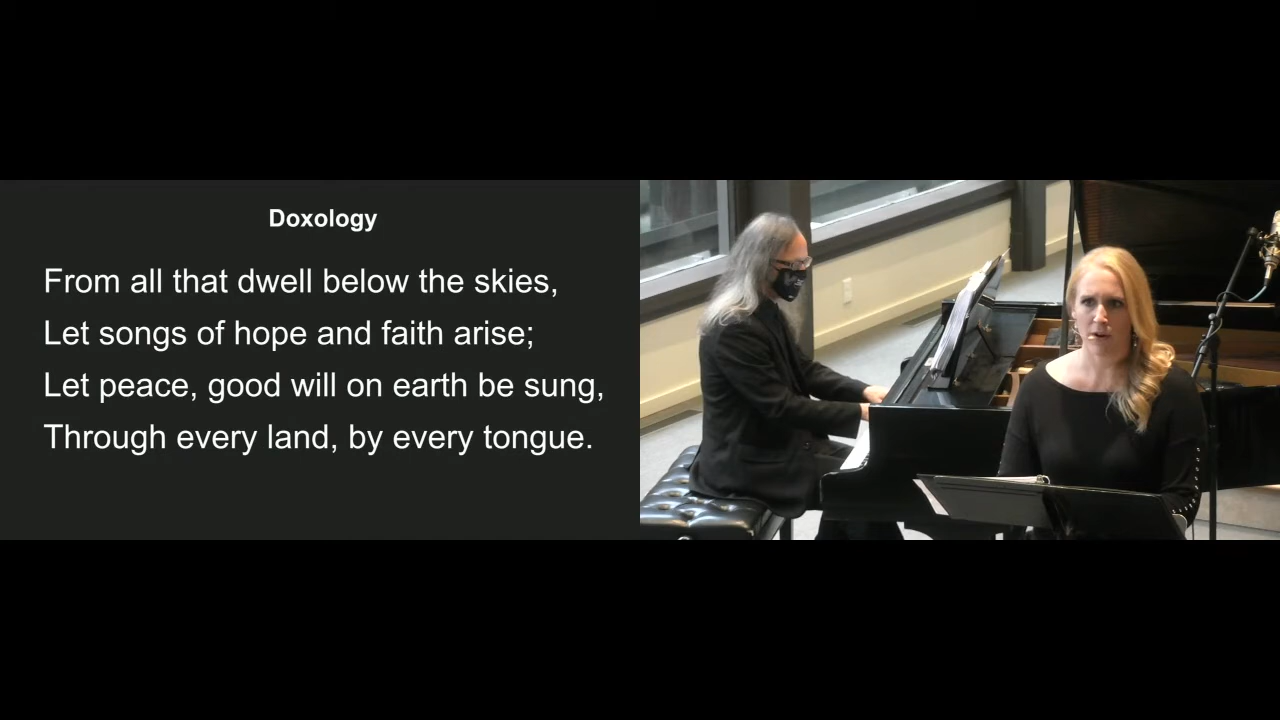 Doxology
From all that dwell below the skies,
Let songs of hope and faith arise;
Let peace, good will on earth be sung,
Through every land, by every tongue.